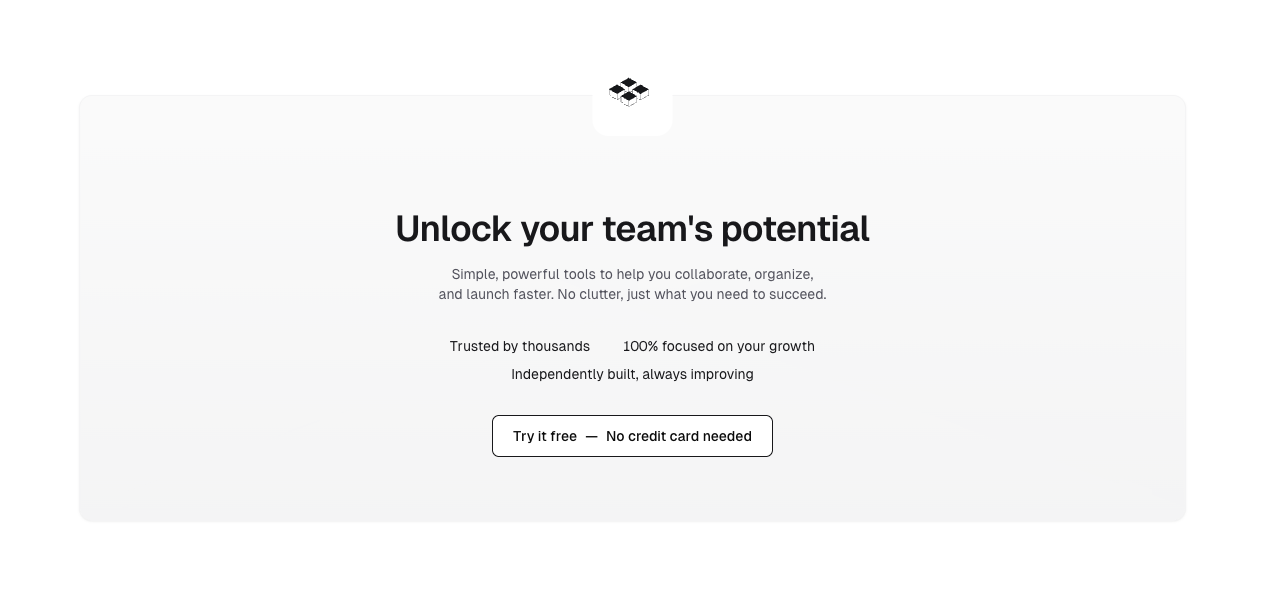 Unlock your team's potential
Simple, powerful tools to help you collaborate, organize,
and launch faster. No clutter, just what you need to succeed.
Trusted by thousands 100% focused on your growth
Independently built, always improving
Try it free — No credit card needed